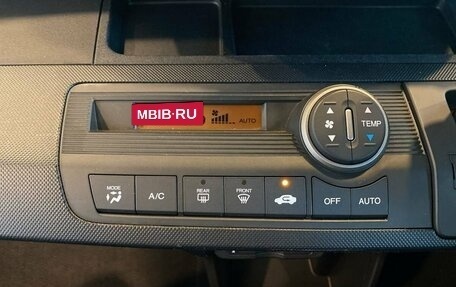 MBIB.RU
AUTO
TEMP
MODE
A/C
REAR
FRONT
OFF
AUTO